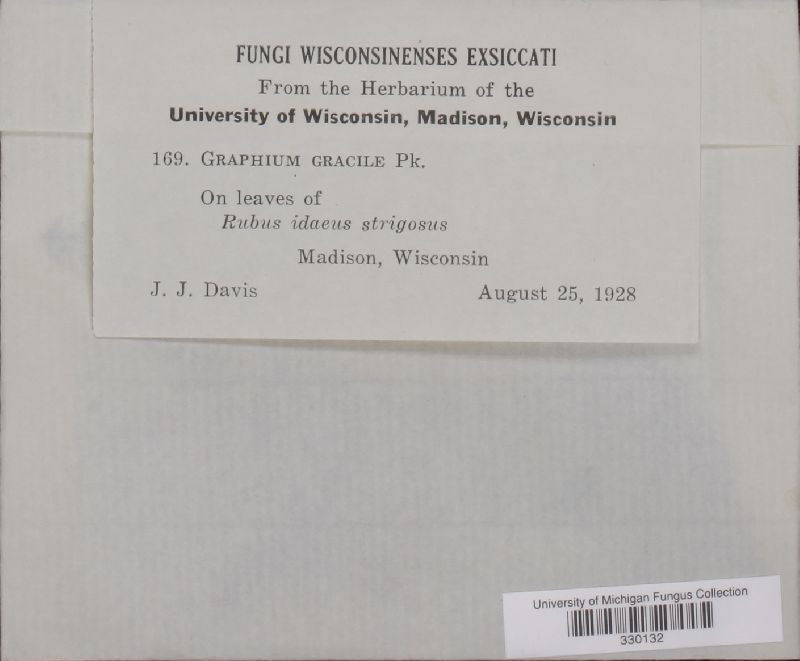 FUNGI WISCONSINENSES EXSICCATI
From the Herbarium of the
University of Wisconsin, Madison, Wisconsin
169. GRAPHIUM GRACILE Pk.
On leaves of
Rubus idaeus strigosus
Madison, Wisconsin
J. J. Davis August 25, 1928
University of Michigan Fungus Collection
330132